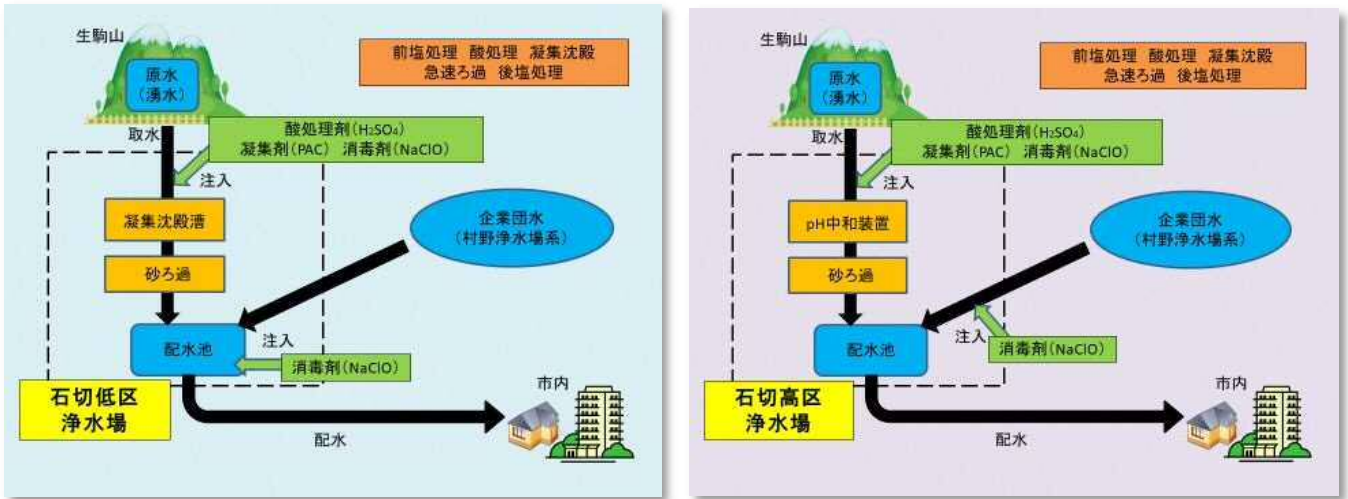 生駒山
前塩処理 酸処理 凝集沈殿
急速ろ過 後塩処理
原水
(湧水)
取水
酸処理剤(H₂SO₄)
凝集剤(PAC) 消毒剤(NaClO)
注入
凝集沈殿漕
企業団水
(村野浄水場系)
砂ろ過
配水池
注入
消毒剤(NaClO)
石切低区
浄水場
市内
配水
生駒山
前塩処理 酸処理 凝集沈殿
急速ろ過 後塩処理
原水
(湧水)
取水
酸処理剤(H₂SO₄)
凝集剤(PAC) 消毒剤(NaClO)
注入
pH中和装置
企業団水
(村野浄水場系)
砂ろ過
配水池
注入
消毒剤(NaClO)
石切高区
浄水場
市内
配水